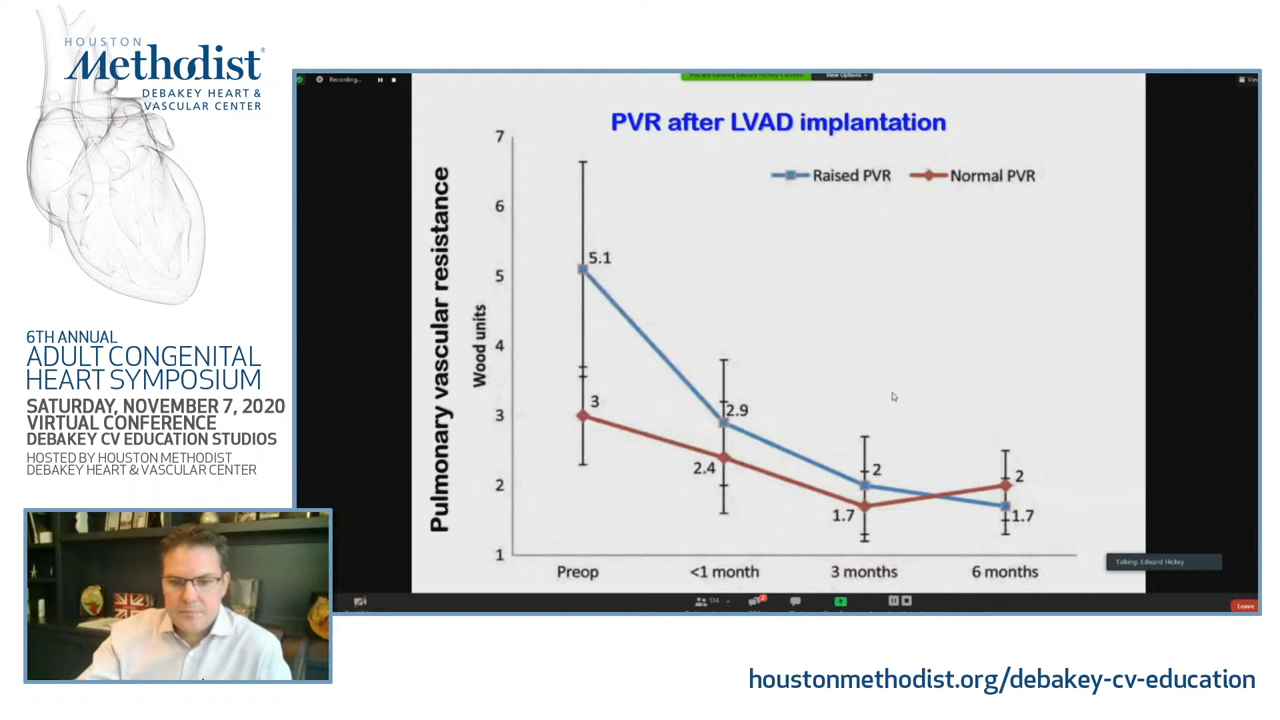 HOUSTON
Methodist®
DEBAKEY HEART &
VASCULAR CENTER
6TH ANNUAL
ADULT CONGENITAL
HEART SYMPOSIUM
SATURDAY, NOVEMBER 7, 2020
VIRTUAL CONFERENCE
DEBAKEY CV EDUCATION STUDIOS
HOSTED BY HOUSTON METHODIST
DEBAKEY HEART & VASCULAR CENTER
Recording...
View Options
PVR after LVAD implantation
Raised PVR
Normal PVR
Pulmonary vascular resistance
Wood units
7
6
5
4
3
2
1
5.1
3
2.9
2.4
2
1.7
2
1.7
Preop
<1 month
3 months
6 months
Talking: Edward Hickey
134
2
Leave
houstonmethodist.org/debakey-cv-education